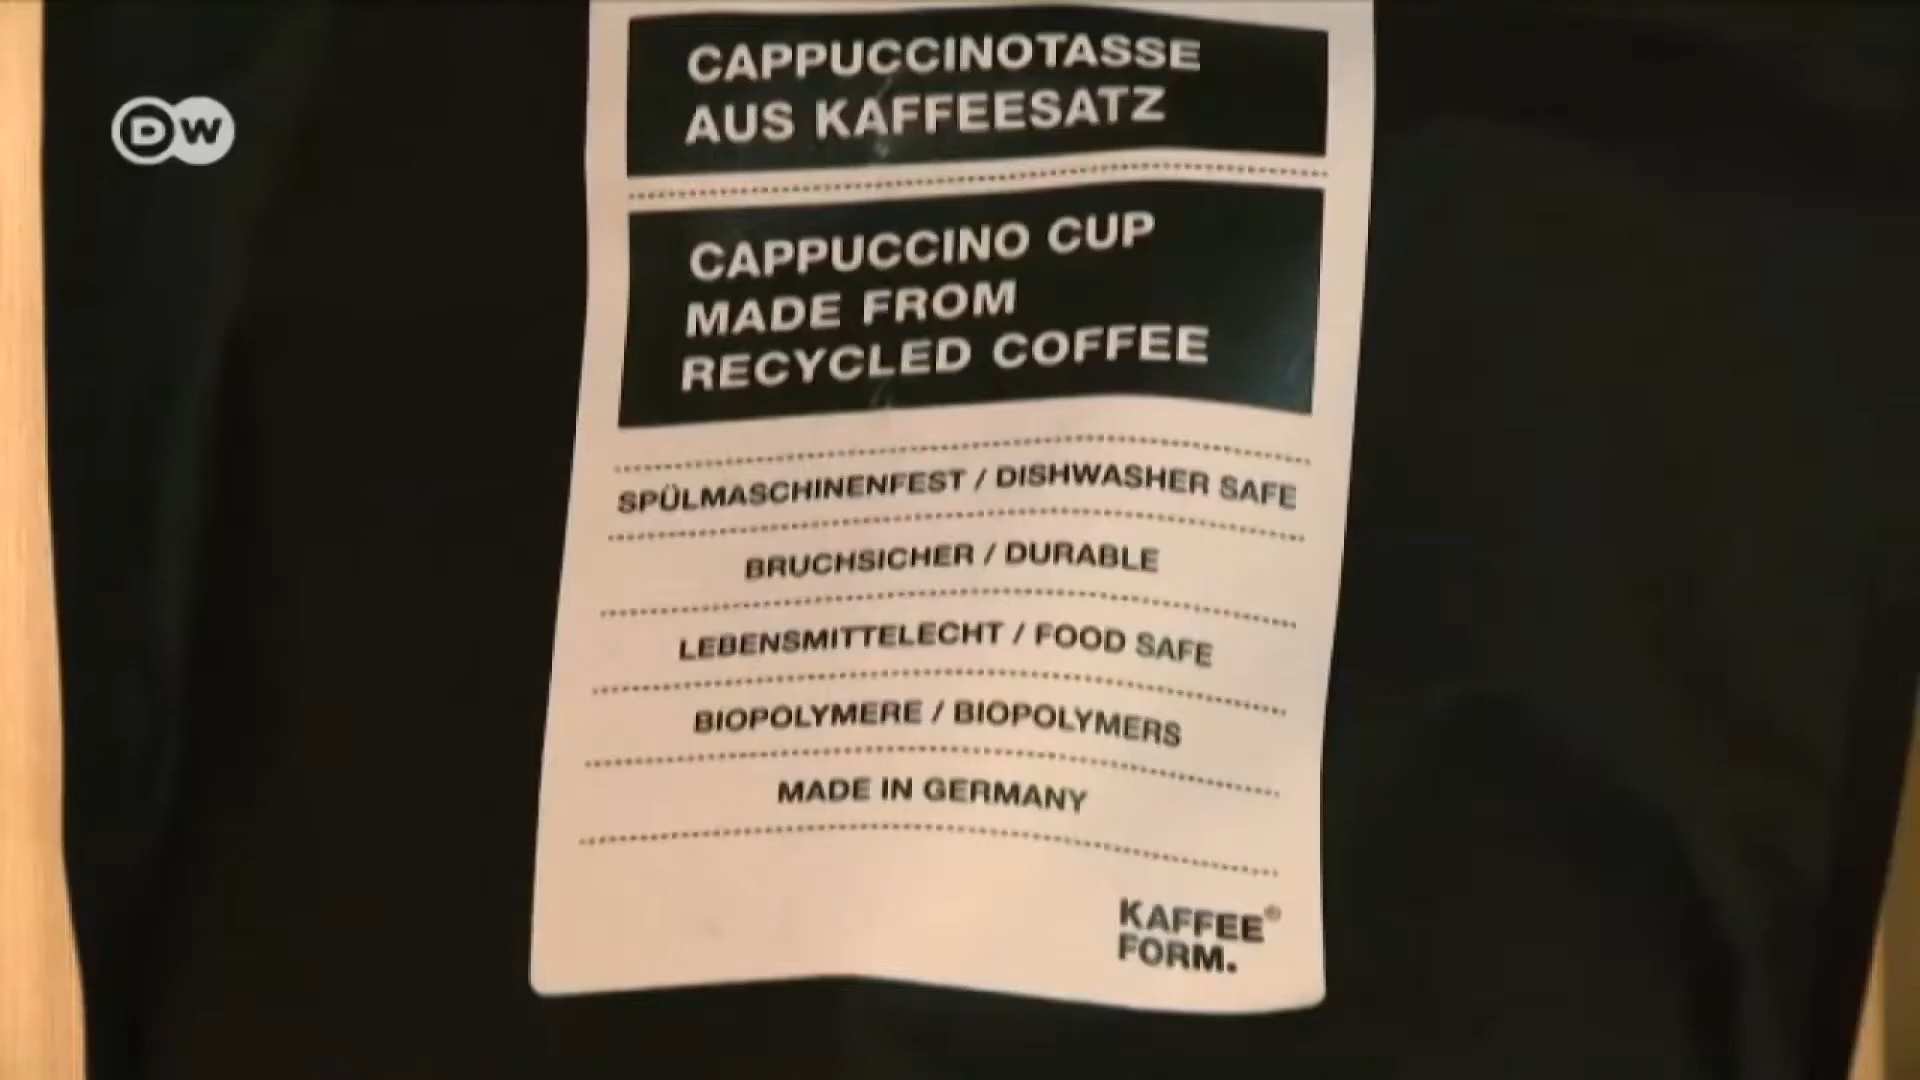 DW
CAPPUCCINOTASSE
AUS KAFFEESATZ
CAPPUCCINO CUP
MADE FROM
RECYCLED COFFEE
SPÜLMASCHINENFEST / DISHWASHER SAFE
BRUCHSICHER / DURABLE
LEBENSMITTELECHT / FOOD SAFE
BIOPOLYMERE / BIOPOLYMERS
MADE IN GERMANY
KAFFEE®
FORM.